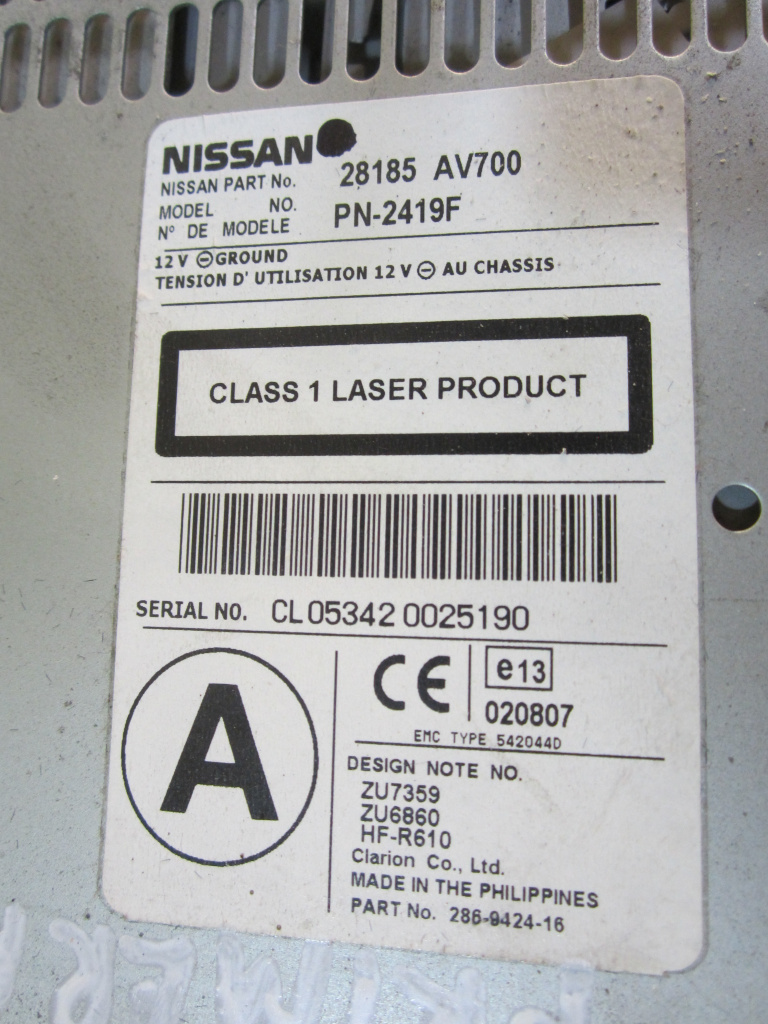 NISSAN
NISSAN PART No. 28185 AV700
MODEL NO.
N° DE MODELE PN-2419F
12 V ⊖ GROUND
TENSION D' UTILISATION 12 V ⊖ AU CHASSIS
CLASS 1 LASER PRODUCT
SERIAL NO. CL05342 0025190
A
CE e13
020807
EMC TYPE 542044D
DESIGN NOTE NO.
ZU7359
ZU6860
HF-R610
Clarion Co., Ltd.
MADE IN THE PHILIPPINES
PART No. 286-9424-16